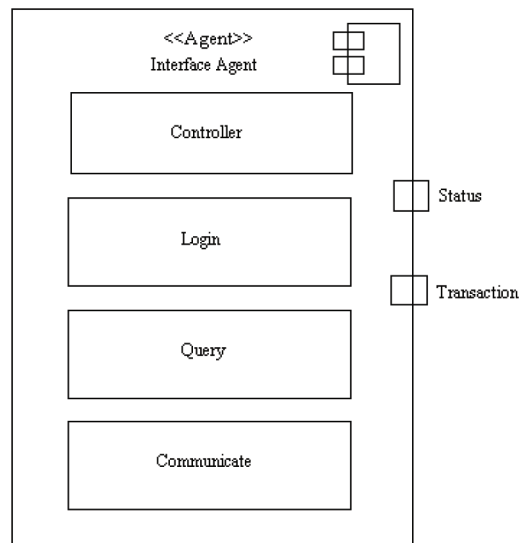 <<Agent>>
Interface Agent
Controller
Status
Login
Transaction
Query
Communicate